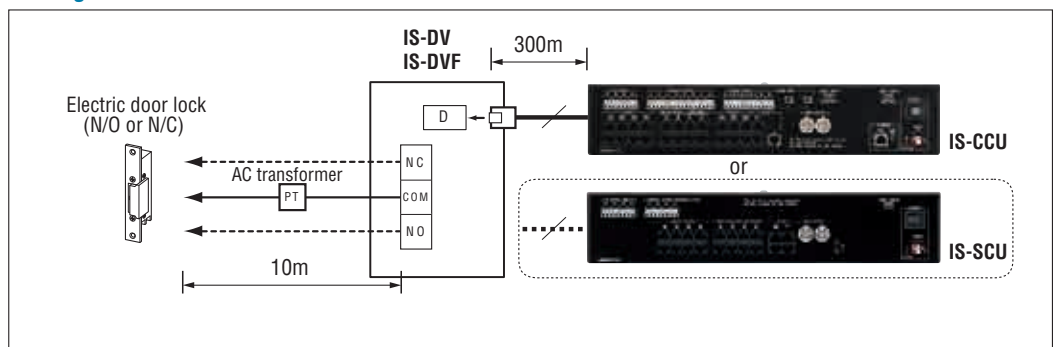 IS-DV
IS-DVF
300m
Electric door lock
(N/O or N/C)
D
IS-CCU
NC
AC transformer
PT
COM
or
NO
10m
IS-SCU